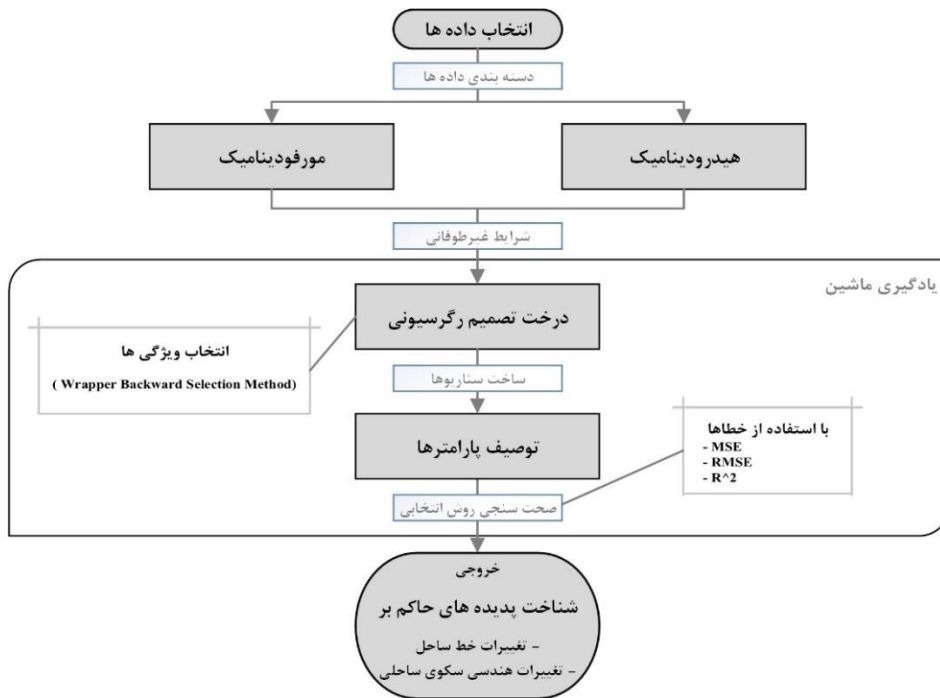 انتخاب داده ها
دسته بندی داده ها
هیدرودینامیک
مورفودینامیک
شرایط غیرطوفانی
یادگیری ماشین
درخت تصمیم رگرسیونی
انتخاب ویژگی ها
( Wrapper Backward Selection Method)
ساخت سناریوها
توصیف پارامترها
با استفاده از خطاها
- MSE
- RMSE
- R^2
صحت سنجی روش انتخابی
خروجی
شناخت پدیده های حاکم بر
- تغییرات خط ساحل
- تغییرات هندسی سکوی ساحلی